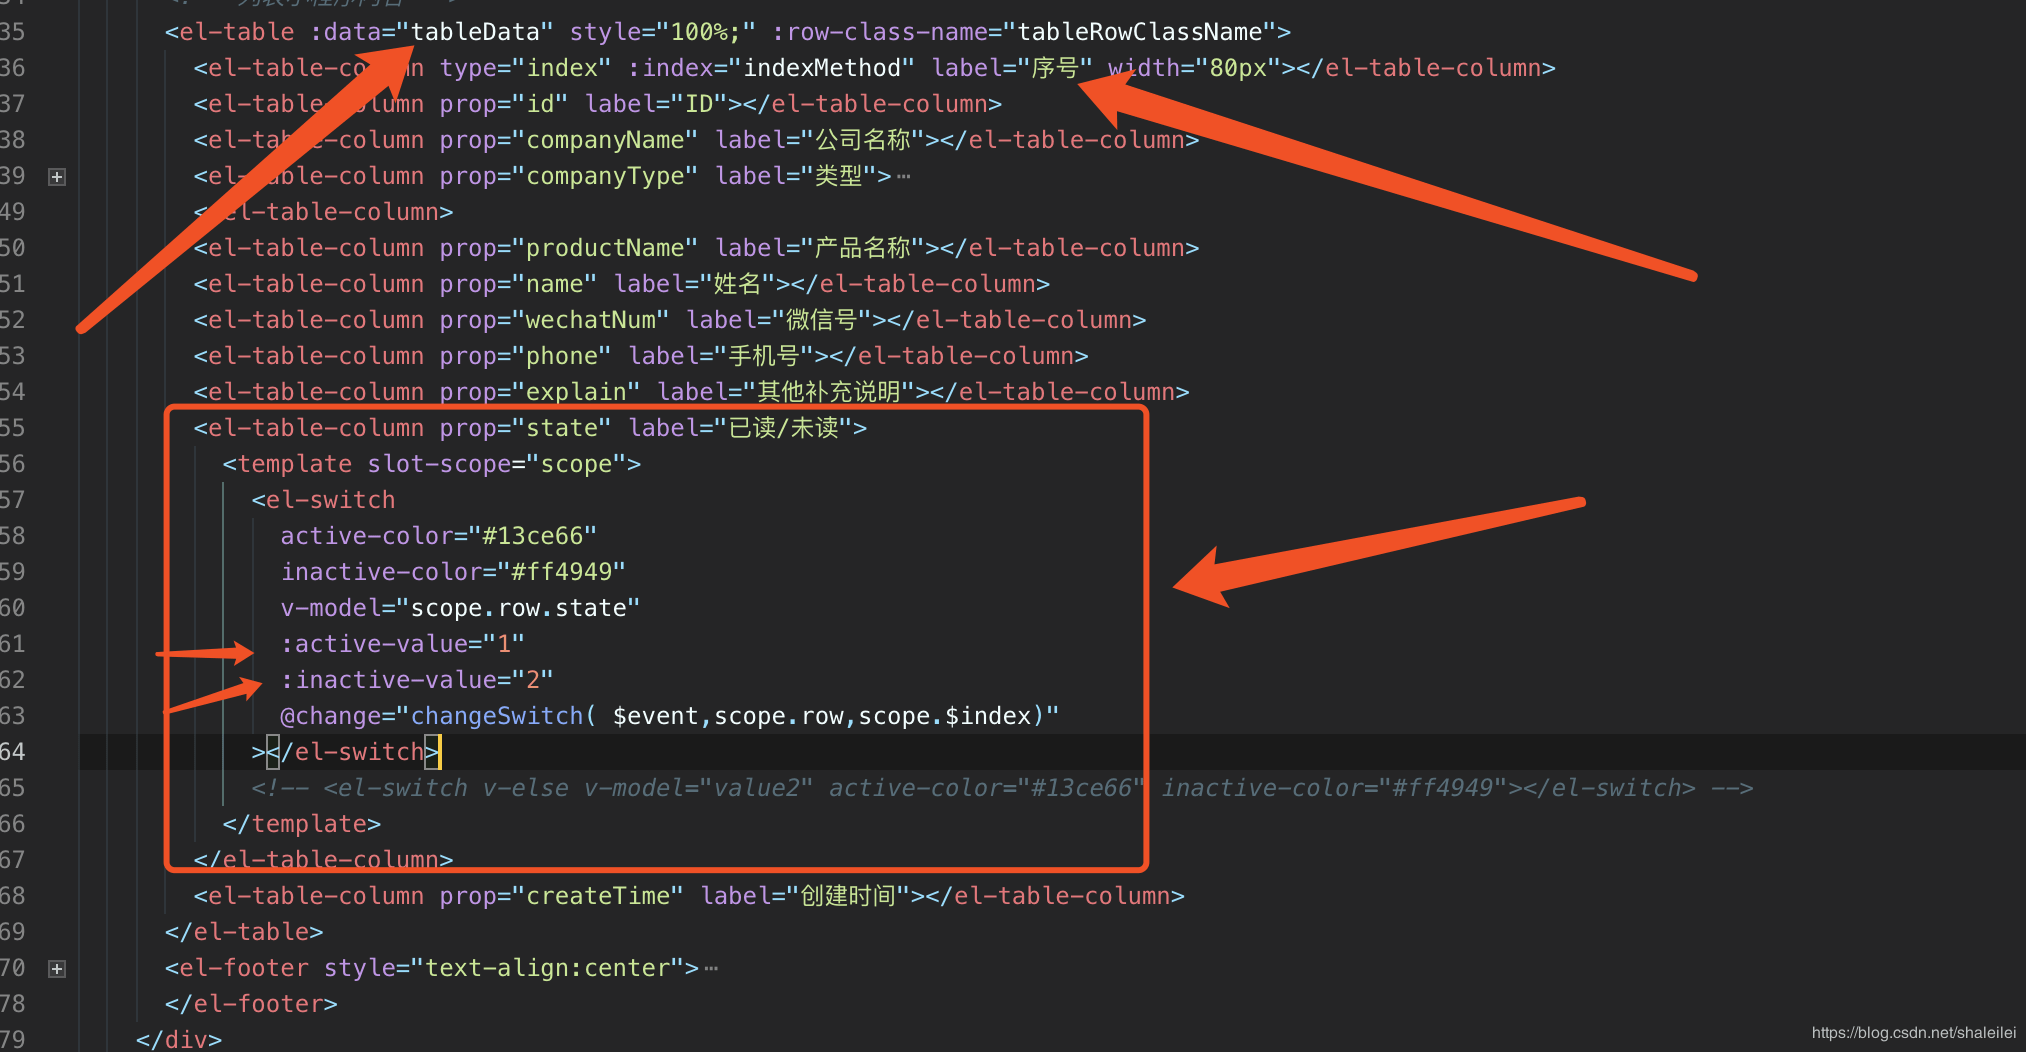 35 <el-table :data="tableData" style="100%;" :row-class-name="tableRowClassName">
36 <el-table-column type="index" :index="indexMethod" label="序号" width="80px"></el-table-column>
37 <el-table-column prop="id" label="ID"></el-table-column>
38 <el-table-column prop="companyName" label="公司名称"></el-table-column>
39 <el-table-column prop="companyType" label="类型">…
49 <el-table-column>
50 <el-table-column prop="productName" label="产品名称"></el-table-column>
51 <el-table-column prop="name" label="姓名"></el-table-column>
52 <el-table-column prop="wechatNum" label="微信号"></el-table-column>
53 <el-table-column prop="phone" label="手机号"></el-table-column>
54 <el-table-column prop="explain" label="其他补充说明"></el-table-column>
55 <el-table-column prop="state" label="已读/未读">
56 <template slot-scope="scope">
57 <el-switch
58 active-color="#13ce66"
59 inactive-color="#ff4949"
60 v-model="scope.row.state"
61 :active-value="1"
62 :inactive-value="2"
63 @change="changeSwitch( $event,scope.row,scope.$index)"
64 ></el-switch>
65 <!-- <el-switch v-else v-model="value2" active-color="#13ce66" inactive-color="#ff4949"></el-switch> -->
66 </template>
67 </el-table-column>
68 <el-table-column prop="createTime" label="创建时间"></el-table-column>
69 </el-table>
70 <el-footer style="text-align:center">…
78 </el-footer>
79 </div>
https://blog.csdn.net/shaleilei